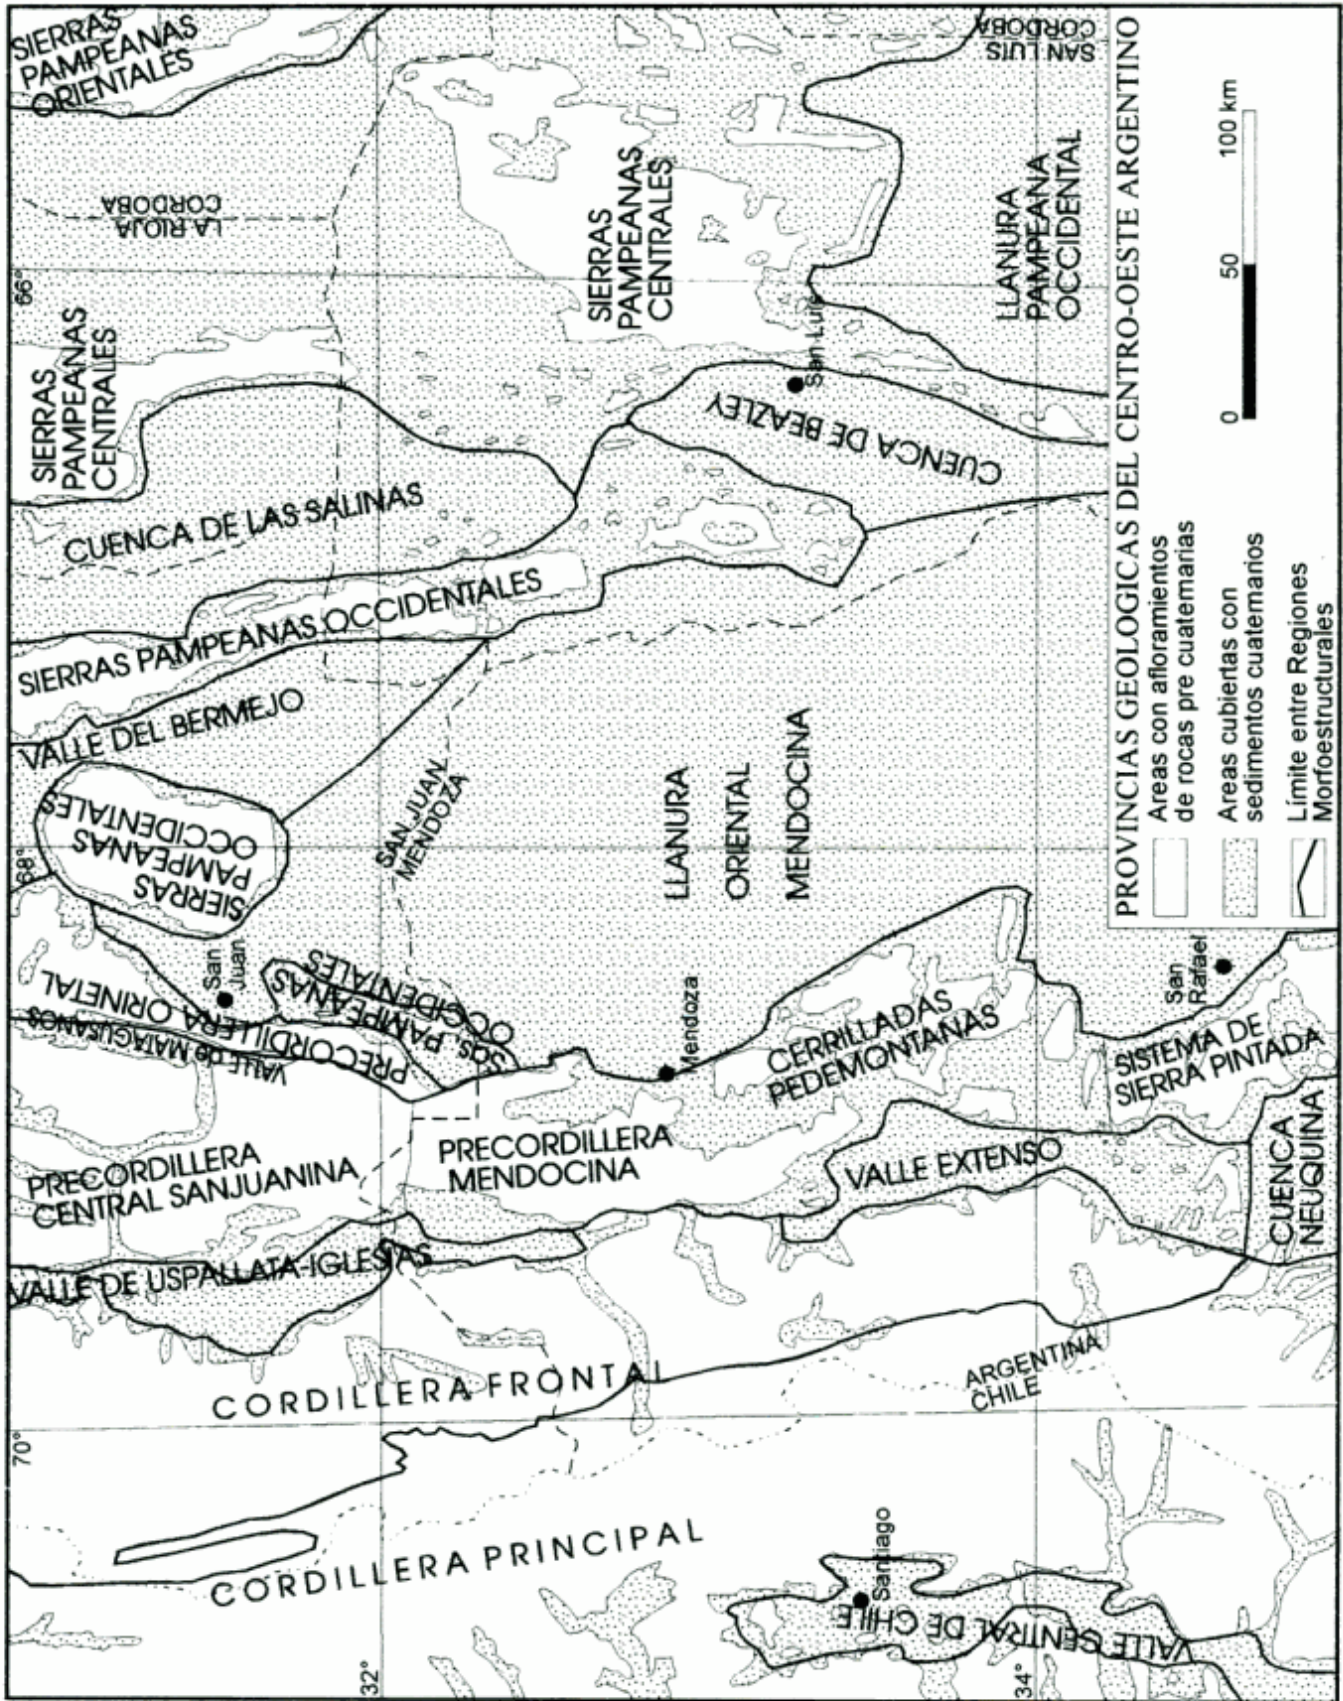 SIERRAS
PAMPEANAS
ORIENTALES
LA RIOJA
CORDOBA
SAN LUIS
CORDOBA
66°
SIERRAS
PAMPEANAS
CENTRALES
SIERRAS
PAMPEANAS
CENTRALES
LLANURA
PAMPEANA
OCCIDENTAL
San Luis
CUENCA DE BEAZLEY
CUENCA DE LAS SALINAS
SIERRAS PAMPEANAS OCCIDENTALES
VALLE DEL BERMEJO
SIERRAS
PAMPEANAS
OCCIDENTALES
68°
SAN JUAN
MENDOZA
LLANURA
ORIENTAL
MENDOCINA
San
Juan
PRECORDILLERA ORINETAL
VALLE de MATAGUSANOS
Sas. PAMPEANAS
OCCIDENTALES
Mendoza
CERRILLADAS
PEDEMONTANAS
San
Rafael
SISTEMA DE
SIERRA PINTADA
PRECORDILLERA
CENTRAL SANJUANINA
PRECORDILLERA
MENDOCINA
VALLE EXTENSO
CUENCA
NEUQUINA
VALLE DE USPALLATA-IGLESIAS
CORDILLERA FRONTAL
ARGENTINA
CHILE
70°
CORDILLERA PRINCIPAL
Santiago
VALLE CENTRAL DE CHILE
32°
34°
PROVINCIAS GEOLOGICAS DEL CENTRO-OESTE ARGENTINO
Areas con afloramientos
de rocas pre cuaternarias
Areas cubiertas con
sedimentos cuaternarios
Límite entre Regiones
Morfoestructurales
0 50 100 km